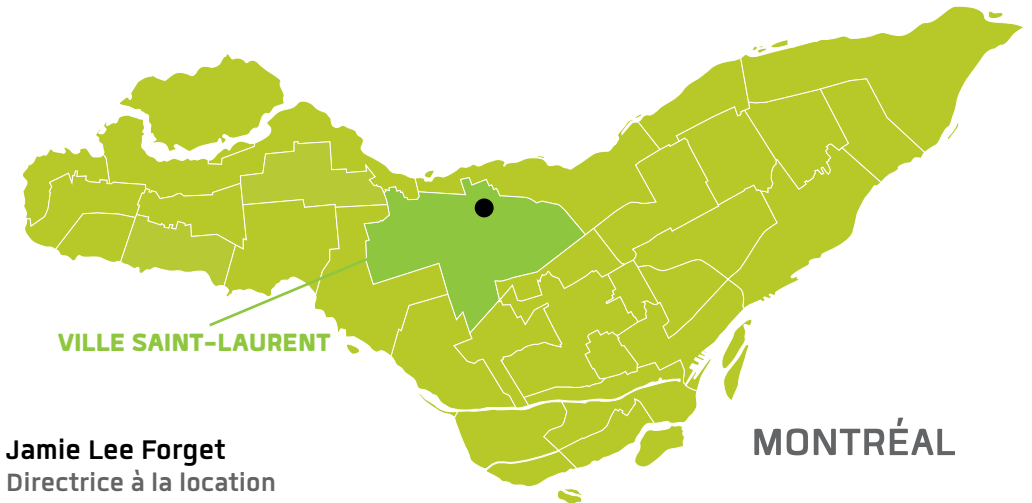 VILLE SAINT-LAURENT
MONTRÉAL
Jamie Lee Forget
Directrice à la location